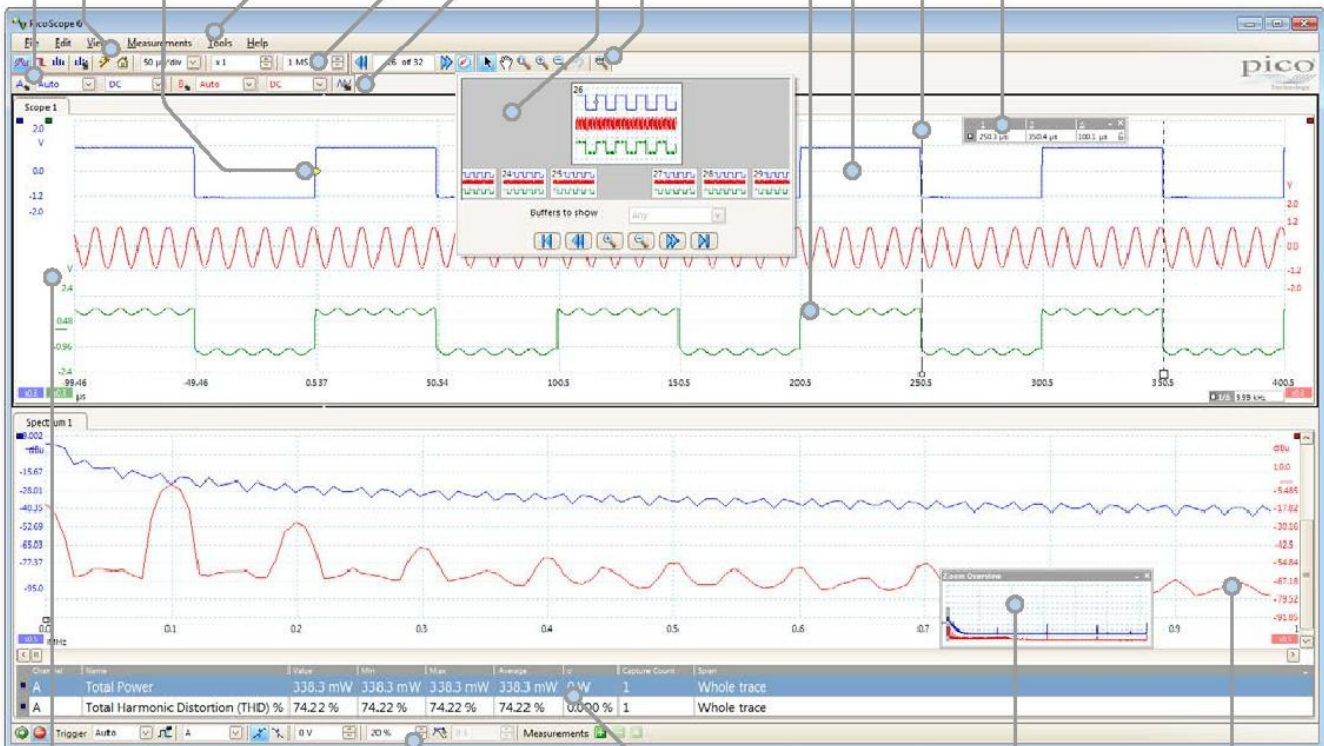 PicoScope 6
File Edit Views Measurements Tools Help
50 µs/div x1 1 MS 26 of 32
pico
Technology
A Auto DC B Auto DC
Scope 1
1 2 Δ
250.3 µs 350.4 µs 100.1 µs
26
24 25 27 28 29
Buffers to show Any
2.0
V
0.0
-1.2
-2.0
V
2.0
1.2
0.0
-1.2
-2.0
V
2.4
0.48
-0.96
-2.4
-99.46 -49.46 0.537 50.54 100.5 150.5 200.5 250.5 300.5 350.5 400.5
x0.3 µs
1/Δ 9.99 kHz
Spectrum 1
dBu
-15.67
-28.01
-40.35
-52.69
-65.03
-77.37
-95.0
dBu
10.0
-5.485
-17.82
-30.16
-42.5
-54.84
-67.18
-79.52
-91.85
Zoom Overview
0.0 0.1 0.2 0.3 0.4 0.5 0.6 0.7 0.9 1
MHz
Channel Name Value Min Max Average σ Capture Count Span
A Total Power 338.3 mW 338.3 mW 338.3 mW 338.3 mW 0 W 1 Whole trace
A Total Harmonic Distortion (THD) % 74.22 % 74.22 % 74.22 % 74.22 % 0.000 % 1 Whole trace
Trigger Auto A 0 V 20 % Measurements